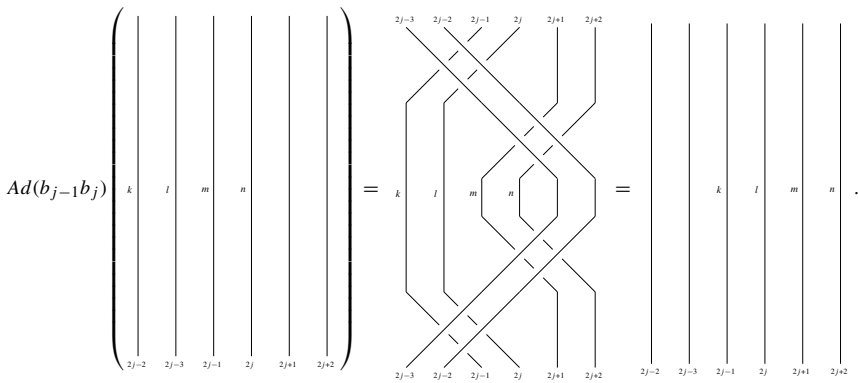 2j−3 2j−2 2j−1 2j 2j+1 2j+2
Ad(b_{j−1}b_j) ( k l m n ) = k l m n = k l m n .
2j−2 2j−3 2j−1 2j 2j+1 2j+2 2j−3 2j−2 2j−1 2j 2j+1 2j+2 2j−2 2j−3 2j−1 2j 2j+1 2j+2